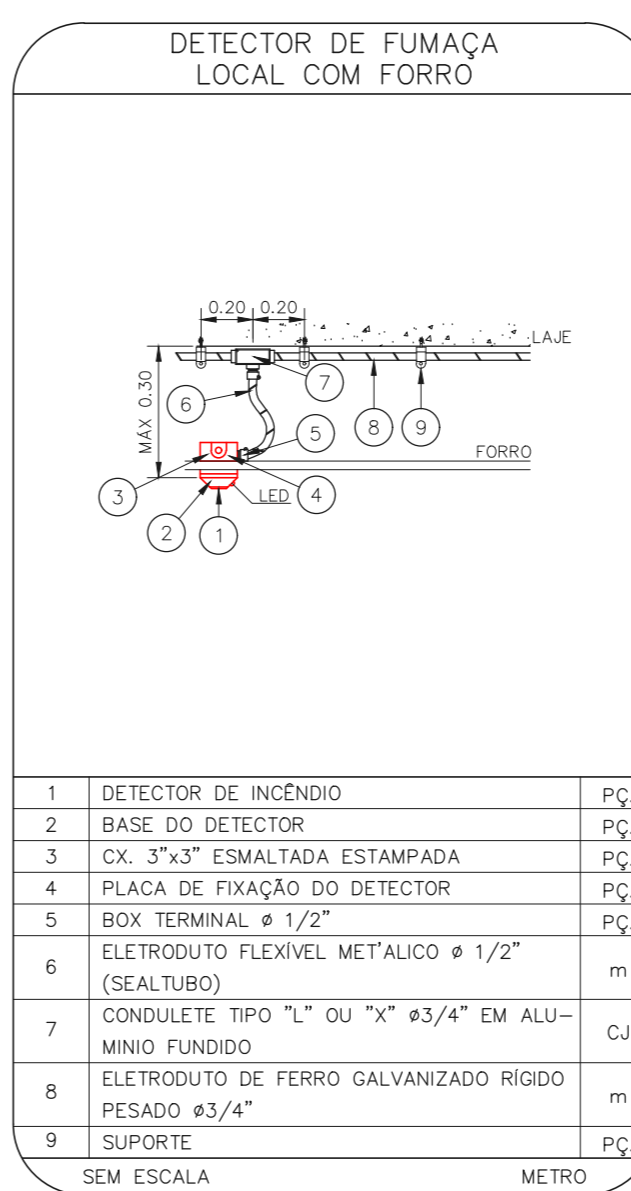 DETECTOR DE FUMAÇA
LOCAL COM FORRO
0.20 0.20
LAJE
MÁX 0.30
7
6
5
8
9
FORRO
3
LED
4
2
1
1 DETECTOR DE INCÊNDIO PÇ.
2 BASE DO DETECTOR PÇ.
3 CX. 3"x3" ESMALTADA ESTAMPADA PÇ.
4 PLACA DE FIXAÇÃO DO DETECTOR PÇ.
5 BOX TERMINAL ø 1/2" PÇ.
6 ELETRODUTO FLEXÍVEL MET'ALICO ø 1/2" m
(SEALTUBO)
7 CONDULETE TIPO "L" OU "X" ø3/4" EM ALU- CJ
MINIO FUNDIDO
8 ELETRODUTO DE FERRO GALVANIZADO RÍGIDO m
PESADO ø3/4"
9 SUPORTE PÇ.
SEM ESCALA METRO